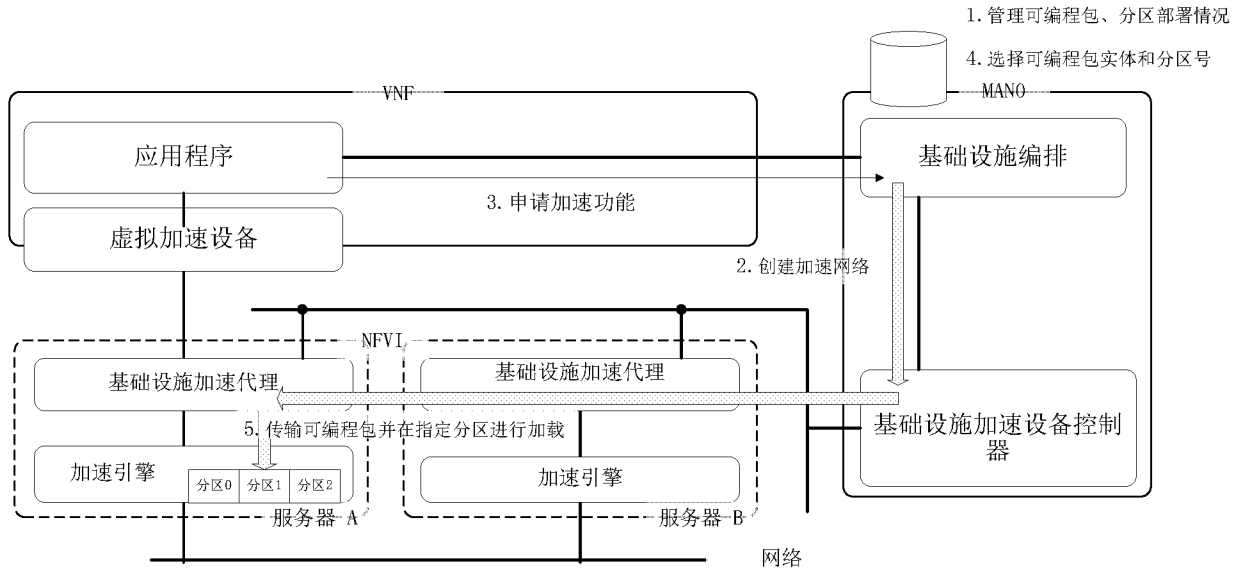 1.管理可编程包、分区部署情况
4.选择可编程包实体和分区号
VNF
MANO
应用程序
基础设施编排
3.申请加速功能
虚拟加速设备
2.创建加速网络
NFVI
基础设施加速代理
基础设施加速代理
5.传输可编程包并在指定分区进行加载
基础设施加速设备控制
器
加速引擎
分区0 分区1 分区2
加速引擎
服务器 A
服务器 B
网络